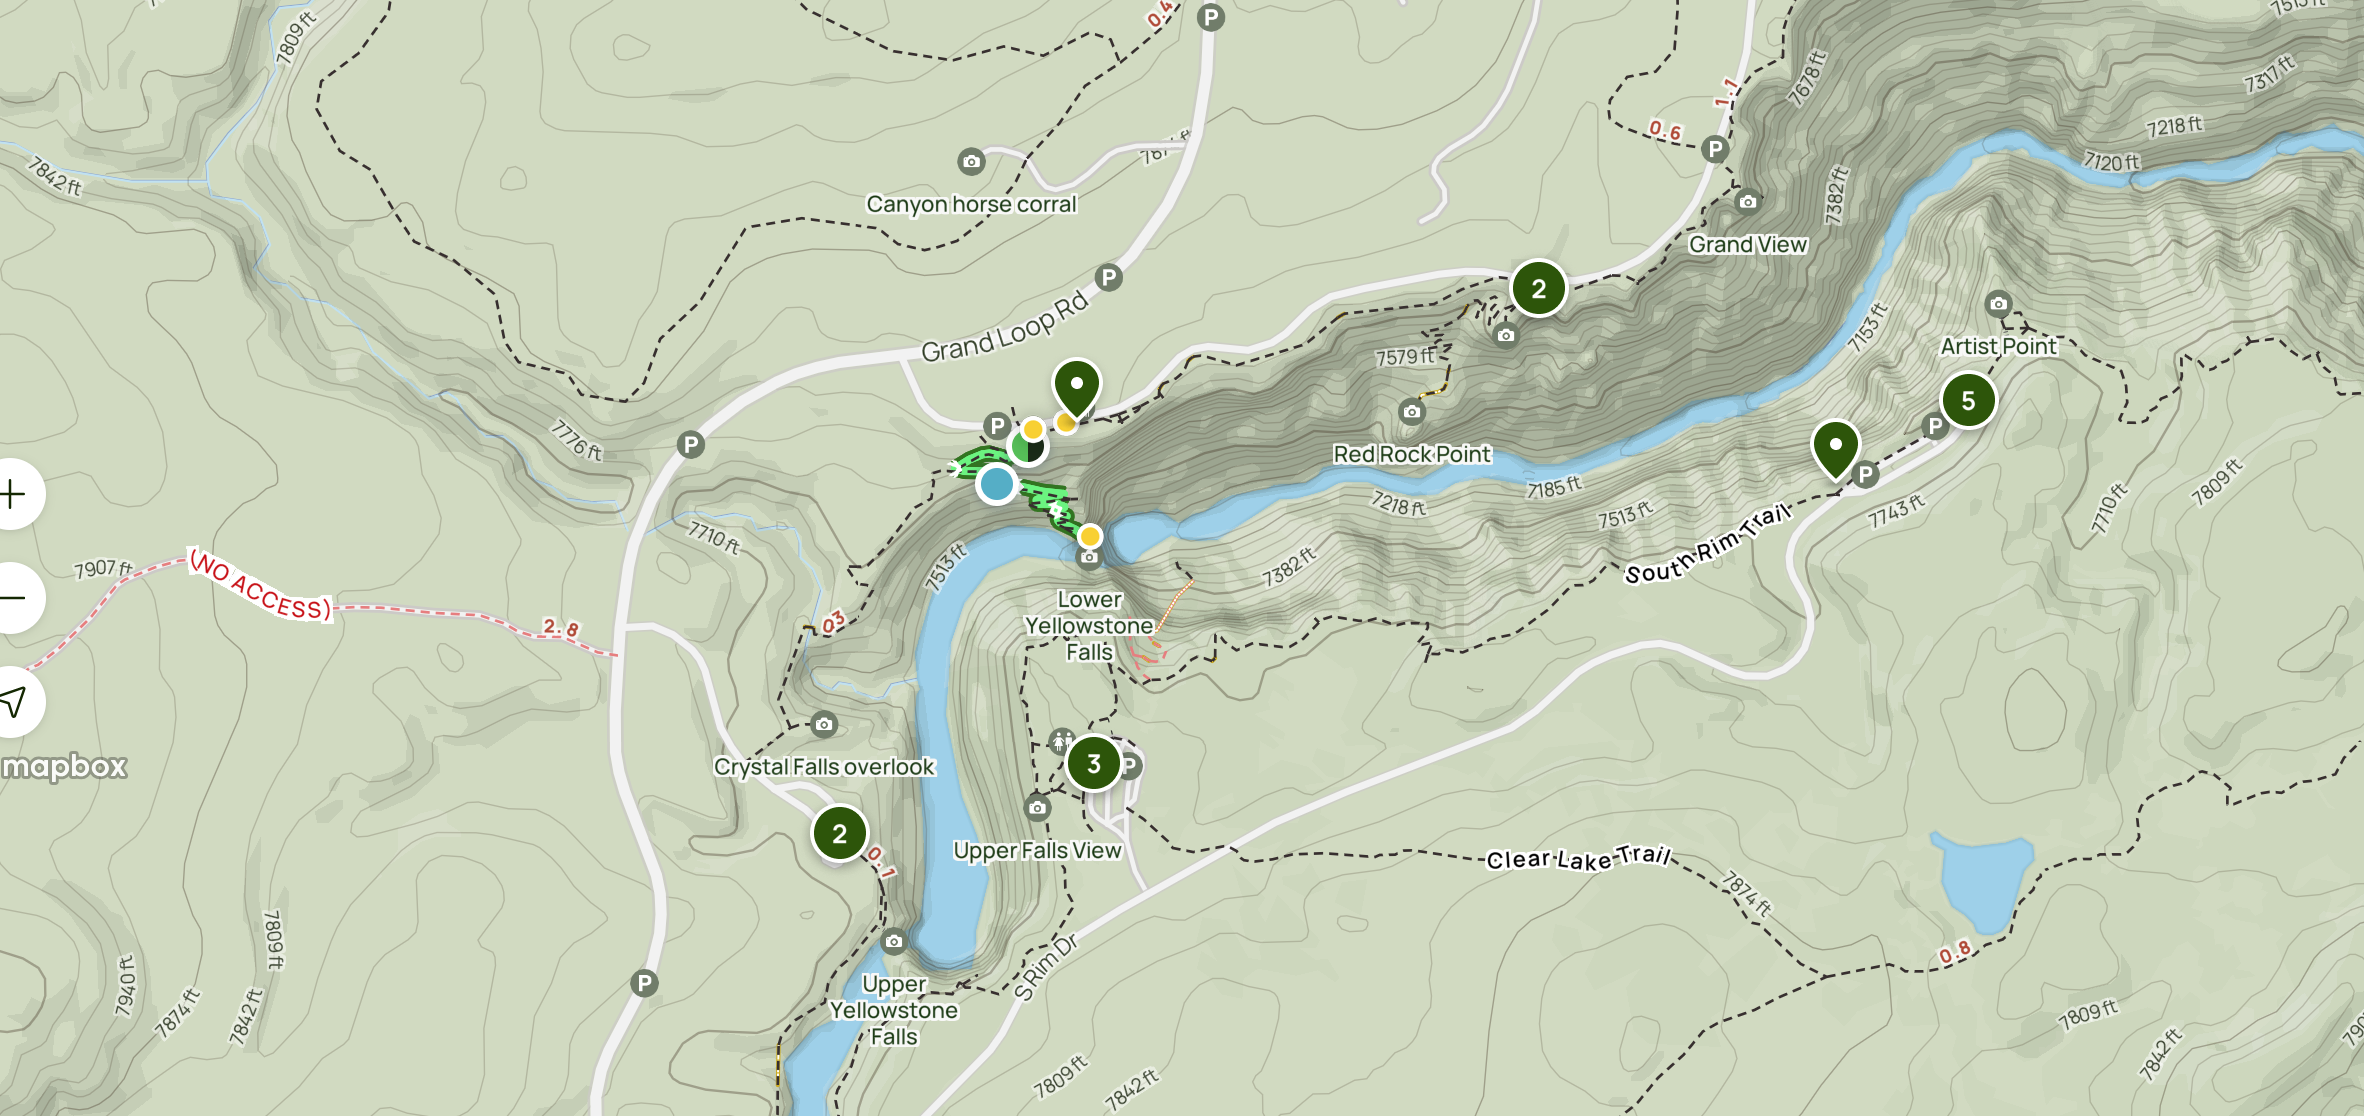 7809 ft
0.4
P
7513 ft
7317 ft
7678 ft
1.1
0.6
P
7218 ft
7120 ft
7842 ft
Canyon horse corral
7382 ft
Grand View
P
2
Grand Loop Rd
7153 ft
Artist Point
7579 ft
5
P
P
P
7776 ft
Red Rock Point
P
7185 ft
7218 ft
7513 ft
7743 ft
7809 ft
7710 ft
South Rim Trail
7710 ft
7513 ft
7382 ft
7907 ft
(NO ACCESS)
2.8
03
Lower
Yellowstone
Falls
mapbox
Crystal Falls overlook
3
P
2
0.1
Upper Falls View
Clear Lake Trail
7874 ft
0.8
7809 ft
7940 ft
7874 ft
7842 ft
P
S Rim Dr
Upper
Yellowstone
Falls
7809 ft
7842 ft
7809 ft
7842 ft